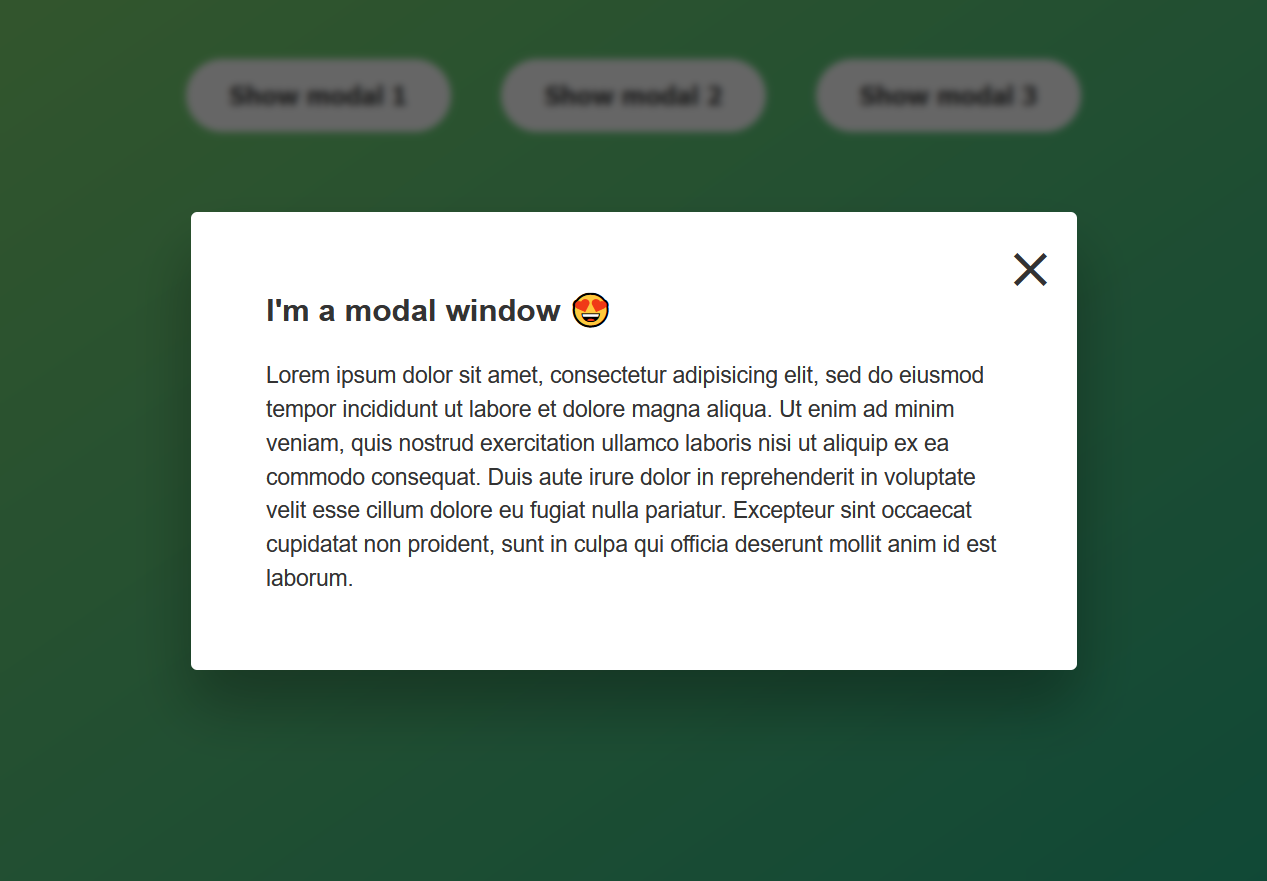 Show modal 1 Show modal 2 Show modal 3
×
I'm a modal window 😍
Lorem ipsum dolor sit amet, consectetur adipisicing elit, sed do eiusmod
tempor incididunt ut labore et dolore magna aliqua. Ut enim ad minim
veniam, quis nostrud exercitation ullamco laboris nisi ut aliquip ex ea
commodo consequat. Duis aute irure dolor in reprehenderit in voluptate
velit esse cillum dolore eu fugiat nulla pariatur. Excepteur sint occaecat
cupidatat non proident, sunt in culpa qui officia deserunt mollit anim id est
laborum.